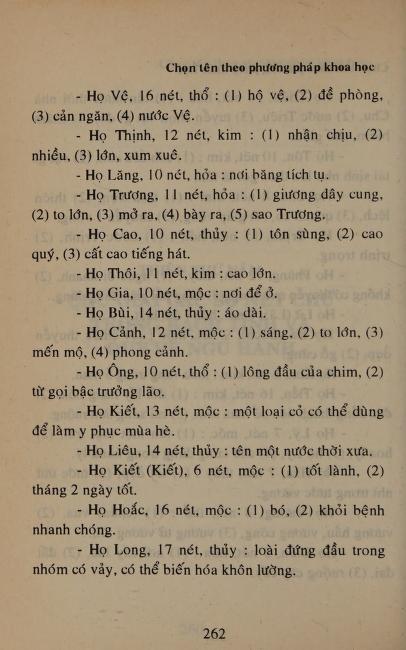 Chọn tên theo phương pháp khoa học
- Họ Vệ, 16 nét, thổ : (1) hộ vệ, (2) đề phòng,
(3) cản ngăn, (4) nước Vệ.
- Họ Thịnh, 12 nét, kim : (1) nhận chịu, (2)
nhiều, (3) lớn, xum xuê.
- Họ Lăng, 10 nét, hỏa : nơi băng tích tụ.
- Họ Trương, 11 nét, hỏa : (1) giương dây cung,
(2) to lớn, (3) mở ra, (4) bày ra, (5) sao Trương.
- Họ Cao, 10 nét, thủy : (1) tôn sùng, (2) cao
quý, (3) cất cao tiếng hát.
- Họ Thôi, 11 nét, kim : cao lớn.
- Họ Gia, 10 nét, mộc : nơi để ở.
- Họ Bùi, 14 nét, thủy : áo dài.
- Họ Cảnh, 12 nét, mộc : (1) sáng, (2) to lớn, (3)
mến mộ, (4) phong cảnh.
- Họ Ông, 10 nét, thổ : (1) lông đầu của chim, (2)
từ gọi bậc trưởng lão.
- Họ Kiết, 13 nét, mộc : một loại cỏ có thể dùng
để làm y phục mùa hè.
- Họ Liêu, 14 nét, thủy : tên một nước thời xưa.
- Họ Kiết (Kiết), 6 nét, mộc : (1) tốt lành, (2)
tháng 2 ngày tốt.
- Họ Hoắc, 16 nét, mộc : (1) bó, (2) khỏi bệnh
nhanh chóng.
- Họ Long, 17 nét, thủy : loài đứng đầu trong
nhóm có vảy, có thể biến hóa khôn lường.
262